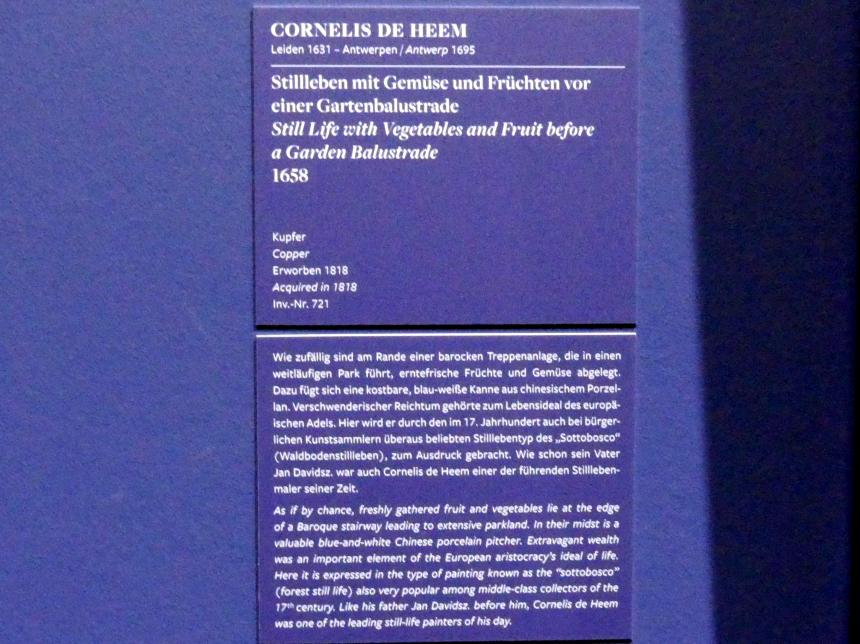 CORNELIS DE HEEM
Leiden 1631 – Antwerpen / Antwerp 1695
Stillleben mit Gemüse und Früchten vor
einer Gartenbalustrade
Still Life with Vegetables and Fruit before
a Garden Balustrade
1658
Kupfer
Copper
Erworben 1818
Acquired in 1818
Inv.-Nr. 721
Wie zufällig sind am Rande einer barocken Treppenanlage, die in einen
weitläufigen Park führt, erntefrische Früchte und Gemüse abgelegt.
Dazu fügt sich eine kostbare, blau-weiße Kanne aus chinesischem Porzel-
lan. Verschwenderischer Reichtum gehörte zum Lebensideal des europä-
ischen Adels. Hier wird er durch den im 17. Jahrhundert auch bei bürger-
lichen Kunstsammlern überaus beliebten Stilllebentyp des „Sottobosco“
(Waldbodenstillleben), zum Ausdruck gebracht. Wie schon sein Vater
Jan Davidsz. war auch Cornelis de Heem einer der führenden Stillleben-
maler seiner Zeit.
As if by chance, freshly gathered fruit and vegetables lie at the edge
of a Baroque stairway leading to extensive parkland. In their midst is a
valuable blue-and-white Chinese porcelain pitcher. Extravagant wealth
was an important element of the European aristocracy's ideal of life.
Here it is expressed in the type of painting known as the “sottobosco”
(forest still life) also very popular among middle-class collectors of the
17th century. Like his father Jan Davidsz. before him, Cornelis de Heem
was one of the leading still-life painters of his day.